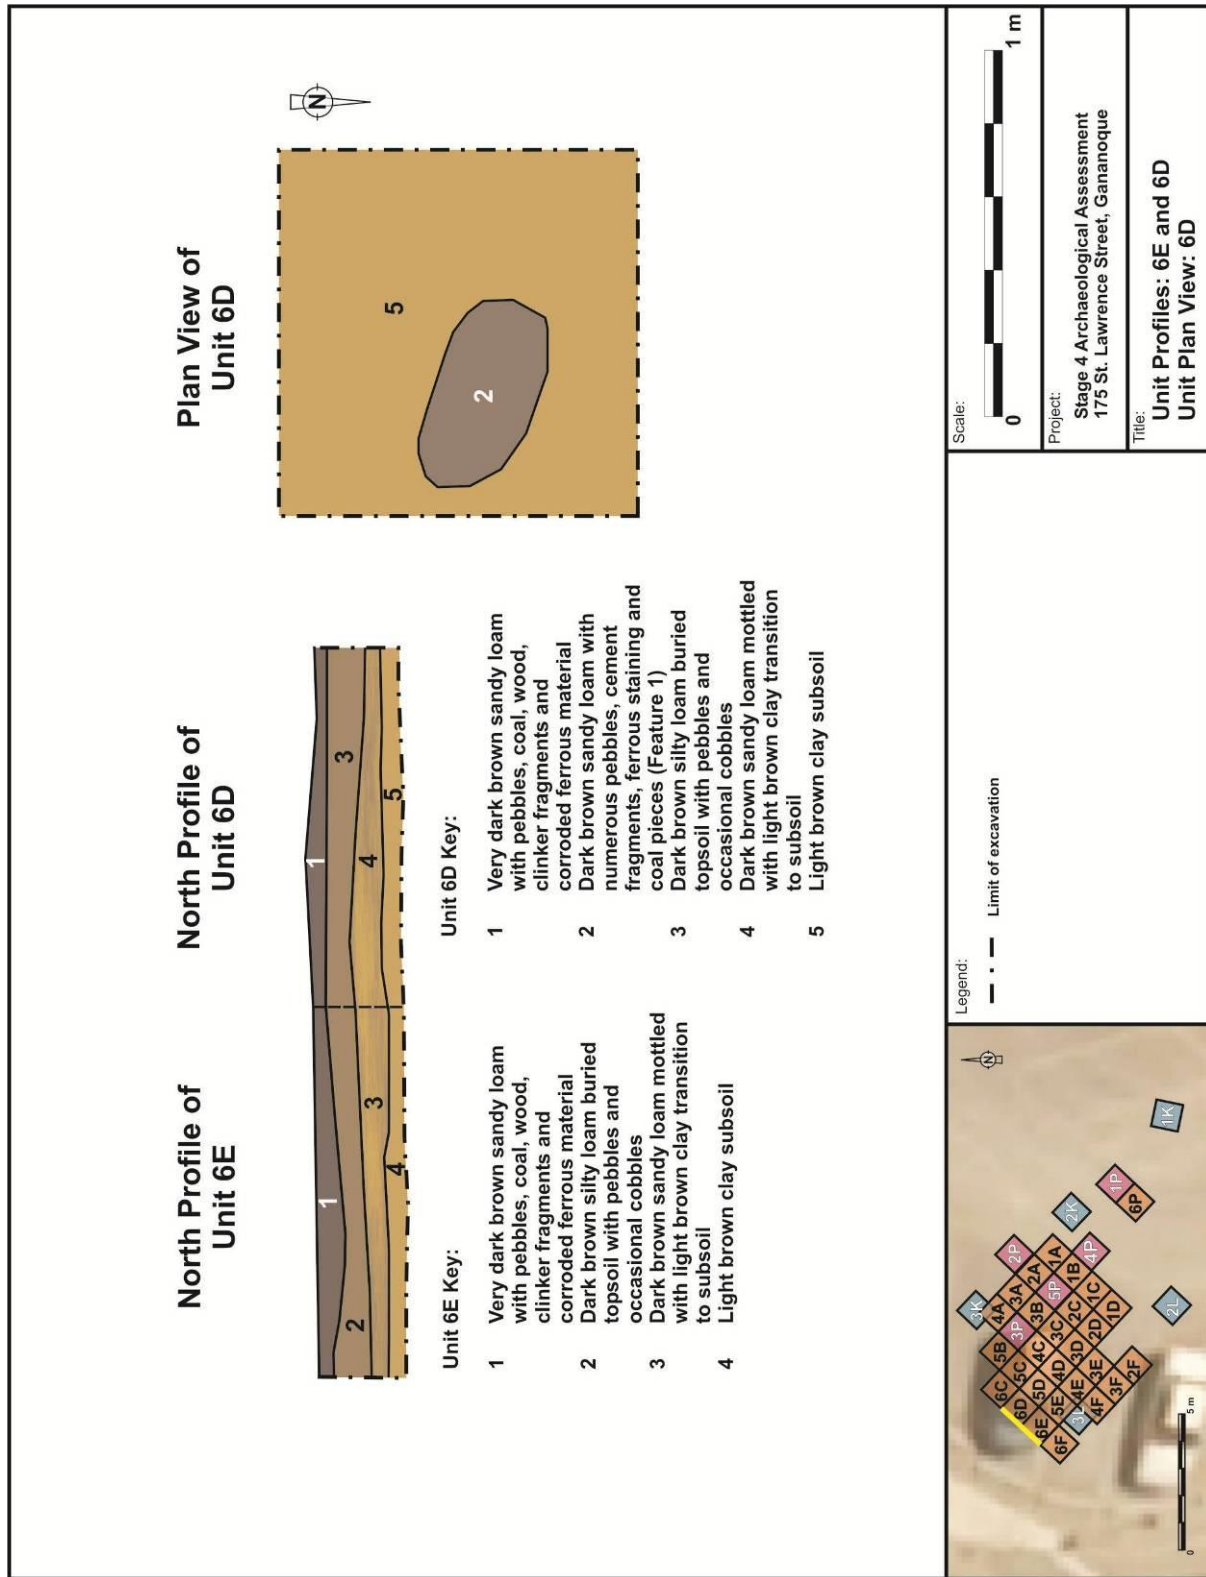 North Profile of
Unit 6E
North Profile of
Unit 6D
Plan View of
Unit 6D
N
1
2
3
4
1
3
4
5
5
2
Unit 6E Key:
1 Very dark brown sandy loam
with pebbles, coal, wood,
clinker fragments and
corroded ferrous material
2 Dark brown silty loam buried
topsoil with pebbles and
occasional cobbles
3 Dark brown sandy loam mottled
with light brown clay transition
to subsoil
4 Light brown clay subsoil
Unit 6D Key:
1 Very dark brown sandy loam
with pebbles, coal, wood,
clinker fragments and
corroded ferrous material
2 Dark brown sandy loam with
numerous pebbles, cement
fragments, ferrous staining and
coal pieces (Feature 1)
3 Dark brown silty loam buried
topsoil with pebbles and
occasional cobbles
4 Dark brown sandy loam mottled
with light brown clay transition
to subsoil
5 Light brown clay subsoil
N
3K
6C
5B
4A
2P
6D
5C
3P
3A
2A
2K
6E
5D
4C
3B
5P
1A
1P
1K
6F
5E
4D
3C
2C
1B
4P
6P
3L
4E
3D
2D
1C
4F
3E
1D
3F
2F
2L
0
5 m
Legend:
Limit of excavation
Scale:
0
1 m
Project:
Stage 4 Archaeological Assessment
175 St. Lawrence Street, Gananoque
Title:
Unit Profiles: 6E and 6D
Unit Plan View: 6D